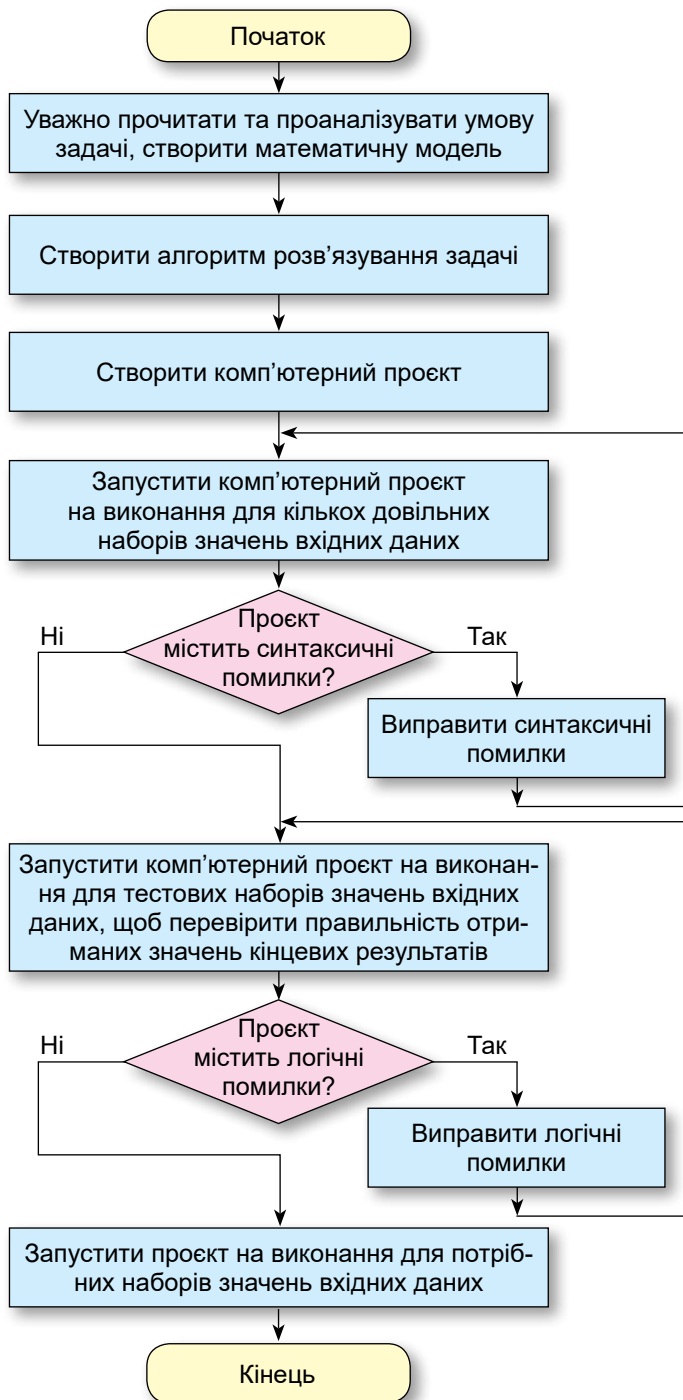 Початок
Уважно прочитати та проаналізувати умову
задачі, створити математичну модель
Створити алгоритм розв’язування задачі
Створити комп’ютерний проєкт
Запустити комп’ютерний проєкт
на виконання для кількох довільних
наборів значень вхідних даних
Проєкт
містить синтаксичні
помилки?
Ні
Так
Виправити синтаксичні
помилки
Запустити комп’ютерний проєкт на виконан-
ня для тестових наборів значень вхідних
даних, щоб перевірити правильність отри-
маних значень кінцевих результатів
Проєкт
містить логічні
помилки?
Ні
Так
Виправити логічні
помилки
Запустити проєкт на виконання для потріб-
них наборів значень вхідних даних
Кінець